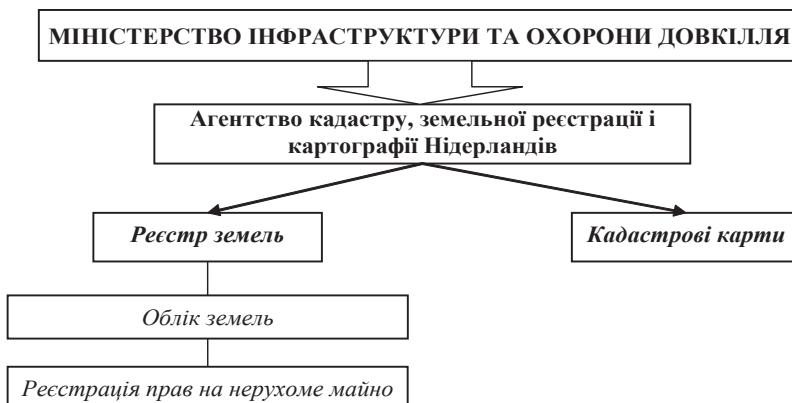 МІНІСТЕРСТВО ІНФРАСТРУКТУРИ ТА ОХОРОНИ ДОВКІЛЛЯ
Агентство кадастру, земельної реєстрації і
картографії Нідерландів
Реєстр земель
Кадастрові карти
Облік земель
Реєстрація прав на нерухоме майно